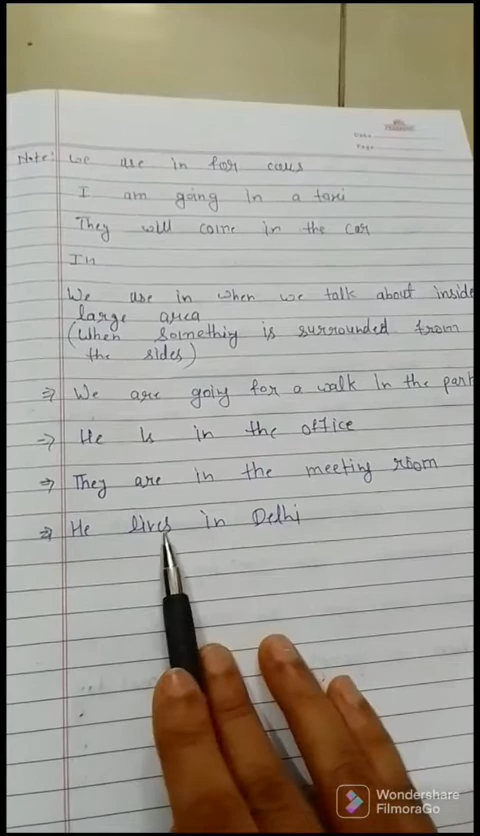 Date
Page
Note: We use in for cars
I am going in a taxi
They will come in the car
In
We use in when we talk about inside
large area
(When something is surrounded from
the sides)
⇒ We are going for a walk in the park
→ He is in the office
⇒ They are in the meeting room
⇒ He lives in Delhi
Wondershare
FilmoraGo